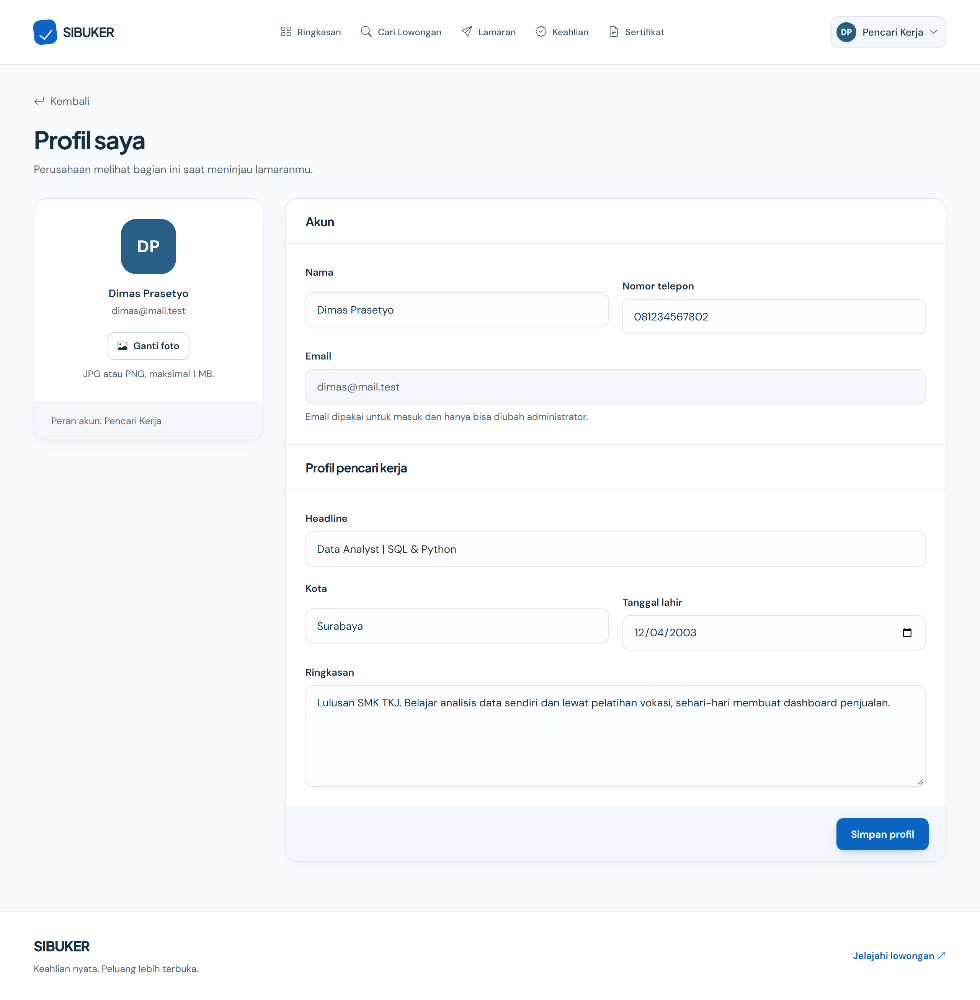 SIBUKER
Ringkasan
Cari Lowongan
Lamaran
Keahlian
Sertifikat
DP
Pencari Kerja
Kembali
Profil saya
Perusahaan melihat bagian ini saat meninjau lamaranmu.
DP
Dimas Prasetyo
dimas@mail.test
Ganti foto
JPG atau PNG, maksimal 1 MB.
Peran akun: Pencari Kerja
Akun
Nama
Dimas Prasetyo
Nomor telepon
081234567802
Email
dimas@mail.test
Email dipakai untuk masuk dan hanya bisa diubah administrator.
Profil pencari kerja
Headline
Data Analyst | SQL & Python
Kota
Surabaya
Tanggal lahir
12/04/2003
Ringkasan
Lulusan SMK TKJ. Belajar analisis data sendiri dan lewat pelatihan vokasi, sehari-hari membuat dashboard penjualan.
Simpan profil
SIBUKER
Keahlian nyata. Peluang lebih terbuka.
Jelajahi lowongan